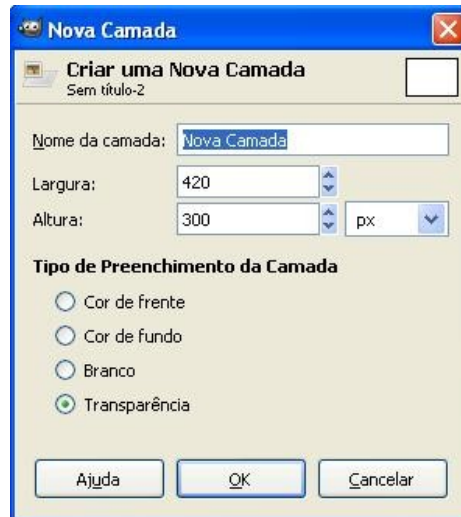 Nova Camada
Criar uma Nova Camada
Sem título-2
Nome da camada: Nova Camada
Largura: 420
Altura: 300 px
Tipo de Preenchimento da Camada
Cor de frente
Cor de fundo
Branco
Transparência
Ajuda OK Cancelar